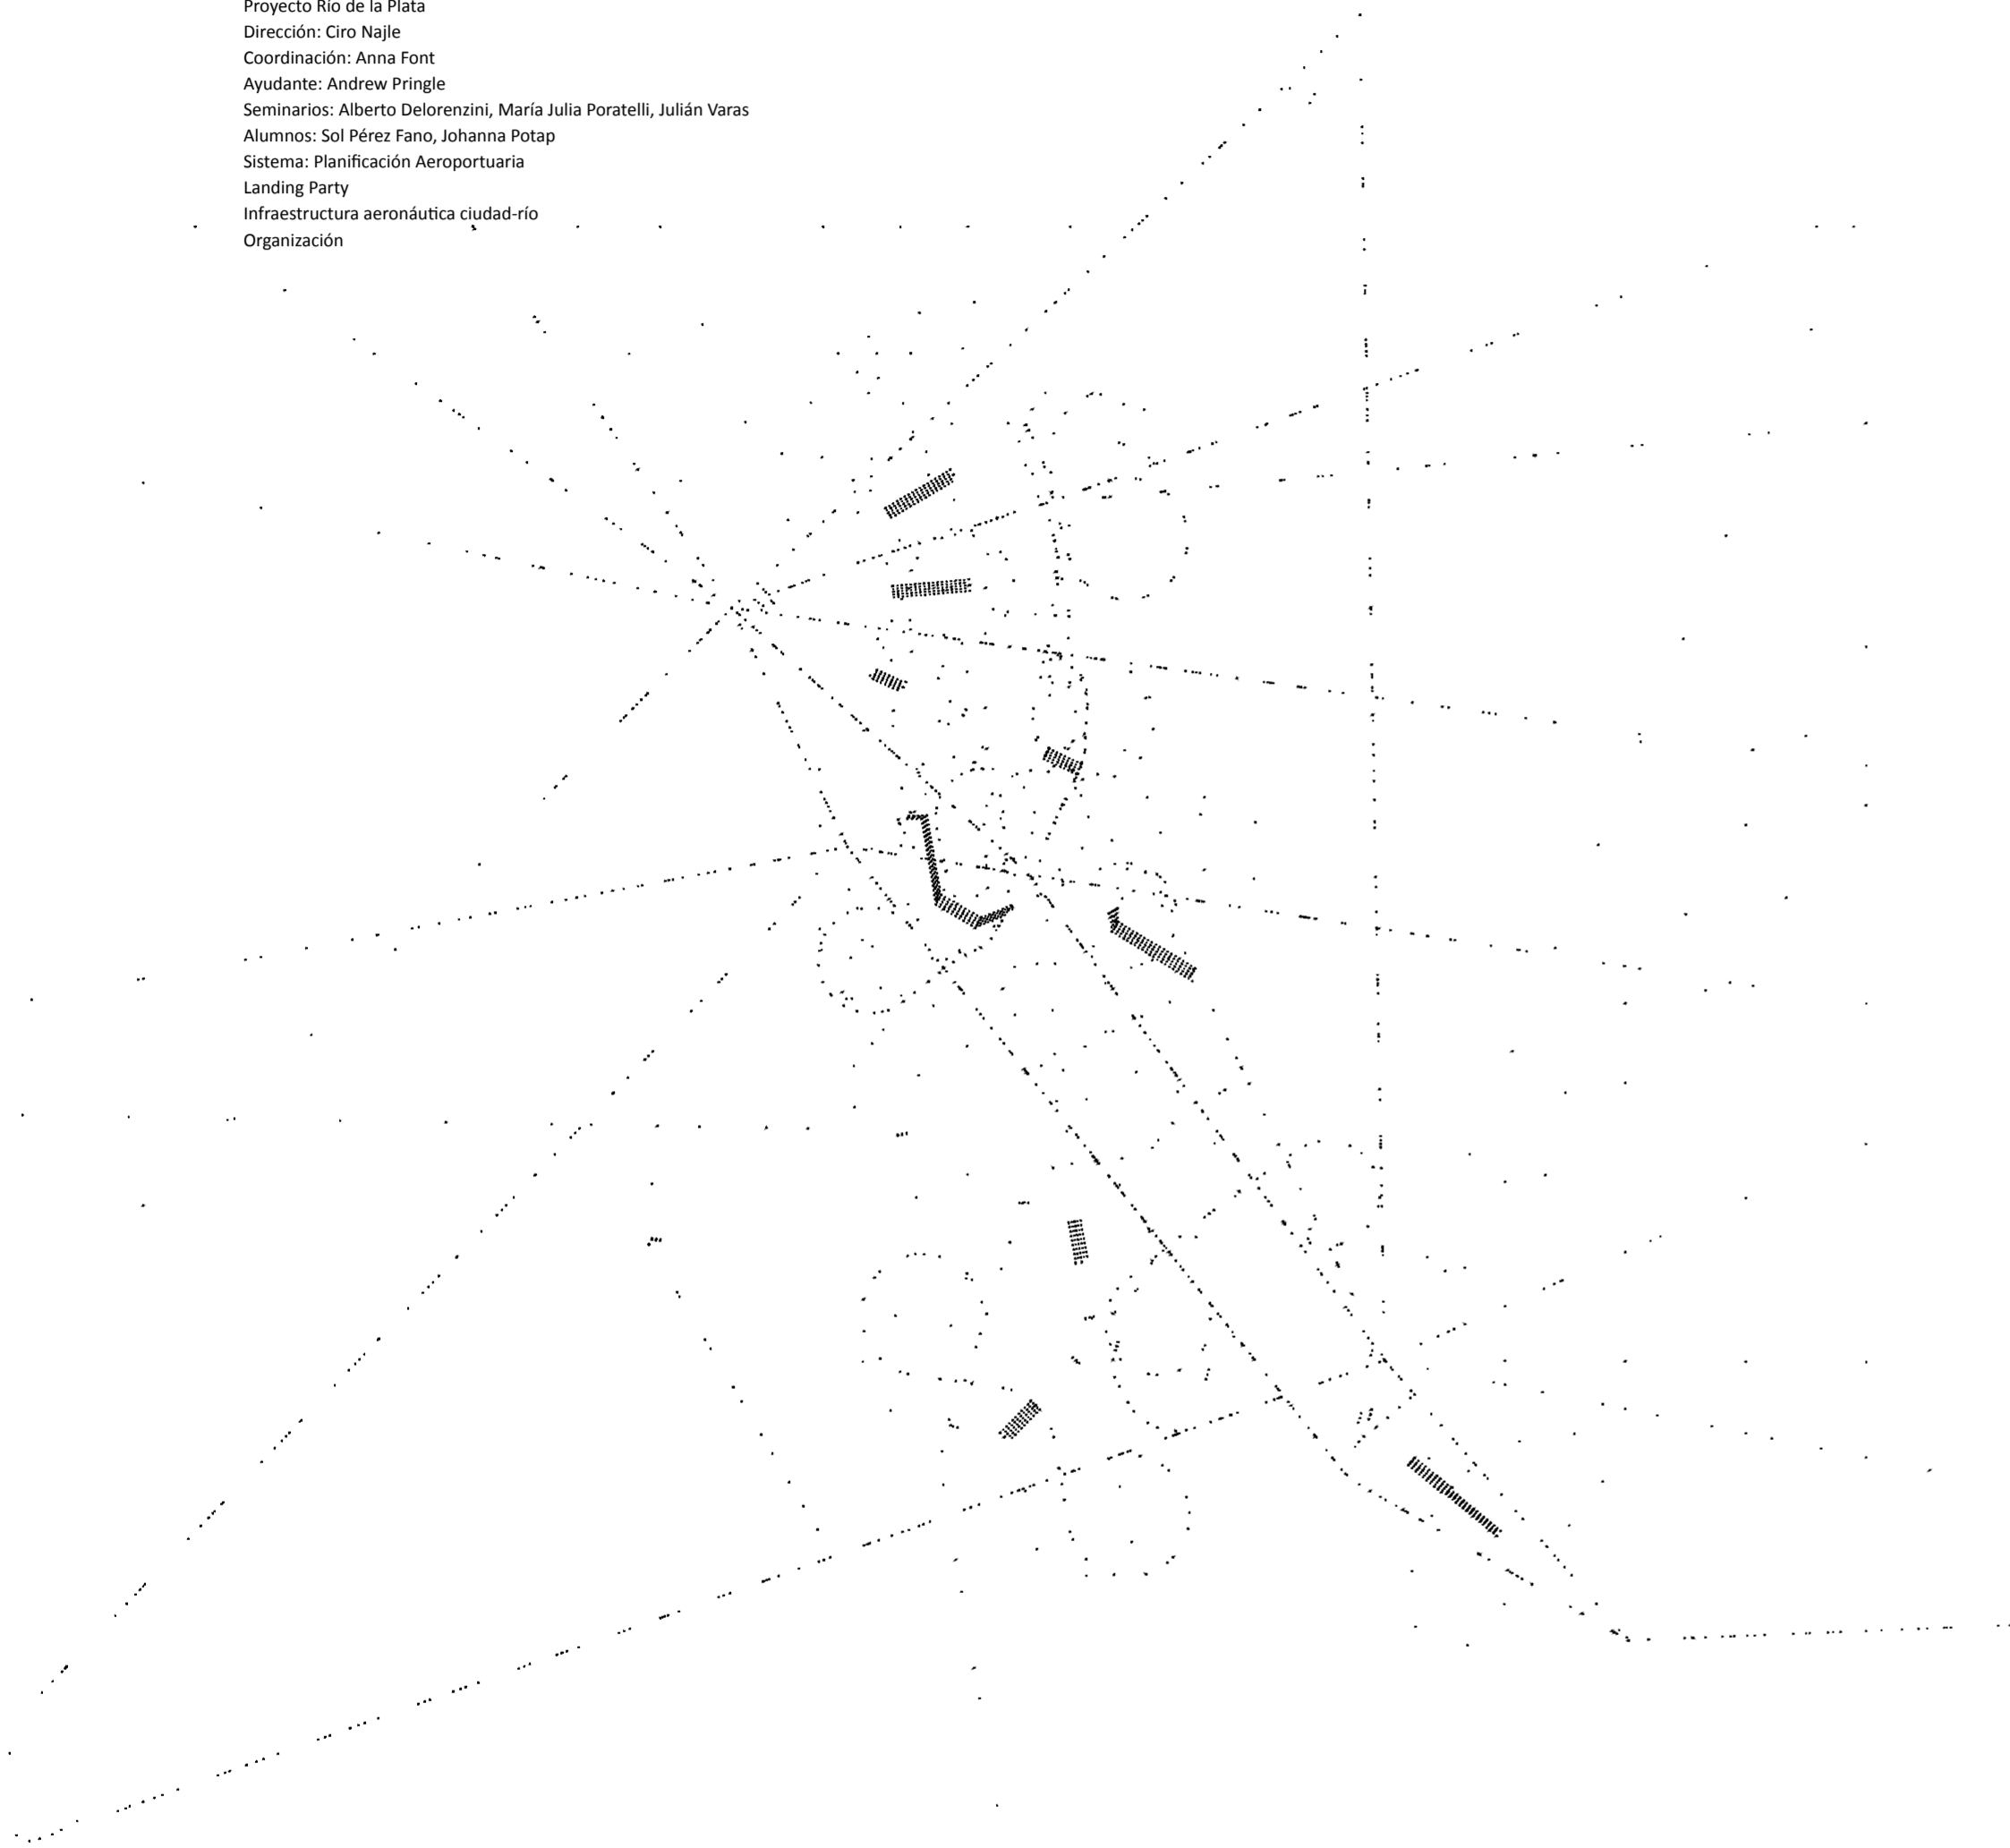 Proyecto Río de la Plata
Dirección: Ciro Najle
Coordinación: Anna Font
Ayudante: Andrew Pringle
Seminarios: Alberto Delorenzini, María Julia Poratelli, Julián Varas
Alumnos: Sol Pérez Fano, Johanna Potap
Sistema: Planificación Aeroportuaria
Landing Party
Infraestructura aeronáutica ciudad-río
Organización